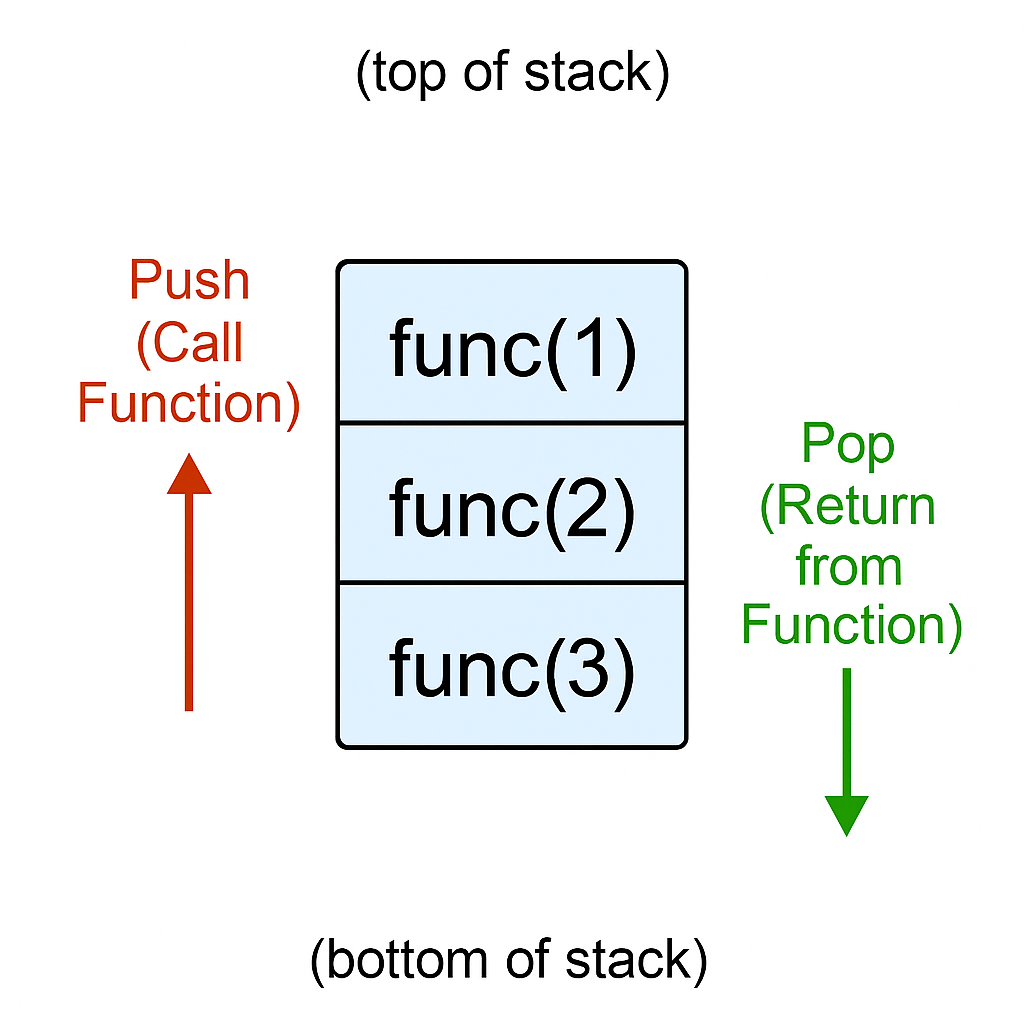 (top of stack)
Push
(Call
Function)
func(1)
func(2)
func(3)
Pop
(Return
from
Function)
(bottom of stack)